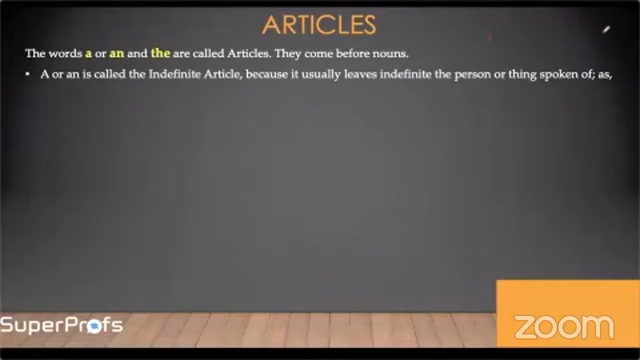 ARTICLES
The words a or an and the are called Articles. They come before nouns.
• A or an is called the Indefinite Article, because it usually leaves indefinite the person or thing spoken of; as,
SuperProfs
zoom